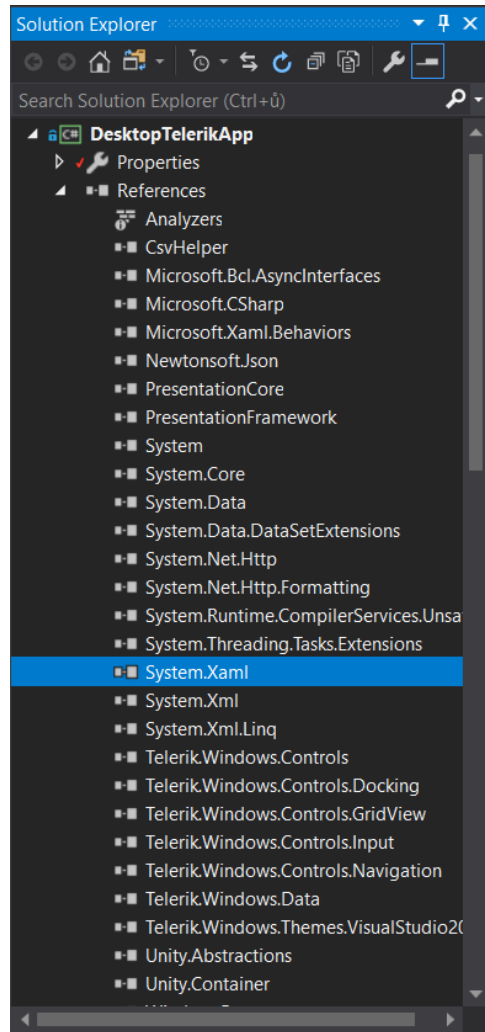 Solution Explorer
Search Solution Explorer (Ctrl+ů)
C# DesktopTelerikApp
Properties
References
Analyzers
CsvHelper
Microsoft.Bcl.AsyncInterfaces
Microsoft.CSharp
Microsoft.Xaml.Behaviors
Newtonsoft.Json
PresentationCore
PresentationFramework
System
System.Core
System.Data
System.Data.DataSetExtensions
System.Net.Http
System.Net.Http.Formatting
System.Runtime.CompilerServices.Unsa
System.Threading.Tasks.Extensions
System.Xaml
System.Xml
System.Xml.Linq
Telerik.Windows.Controls
Telerik.Windows.Controls.Docking
Telerik.Windows.Controls.GridView
Telerik.Windows.Controls.Input
Telerik.Windows.Controls.Navigation
Telerik.Windows.Data
Telerik.Windows.Themes.VisualStudio20
Unity.Abstractions
Unity.Container